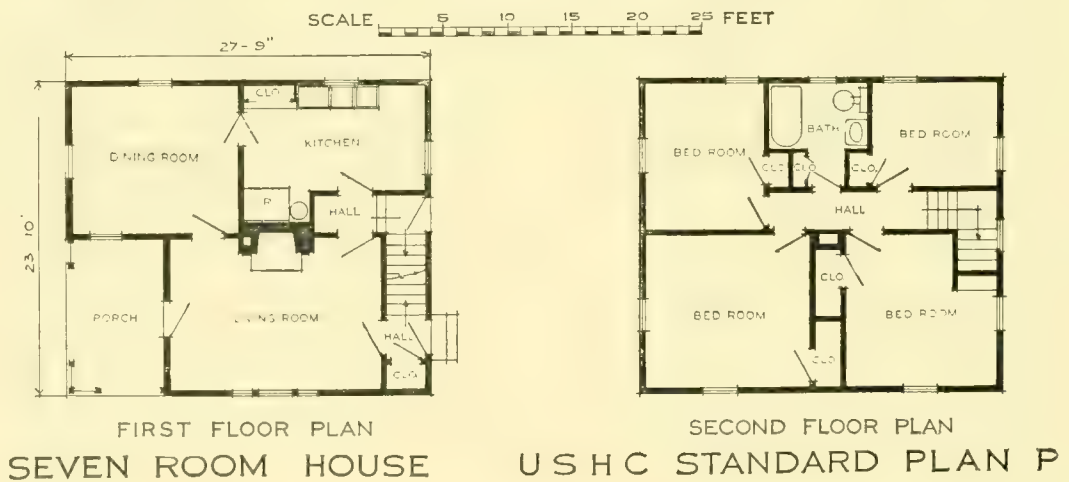 SCALE 5 10 15 20 25 FEET
27-9"
23 10'
CLO.
DINING ROOM
KITCHEN
R
HALL
PORCH
LIVING ROOM
HALL
CLO.
FIRST FLOOR PLAN
SEVEN ROOM HOUSE
BATH
BED ROOM
BED ROOM
CLO
CLO.
CLO.
HALL
CLO.
BED ROOM
BED ROOM
CLO
SECOND FLOOR PLAN
USHC STANDARD PLAN P